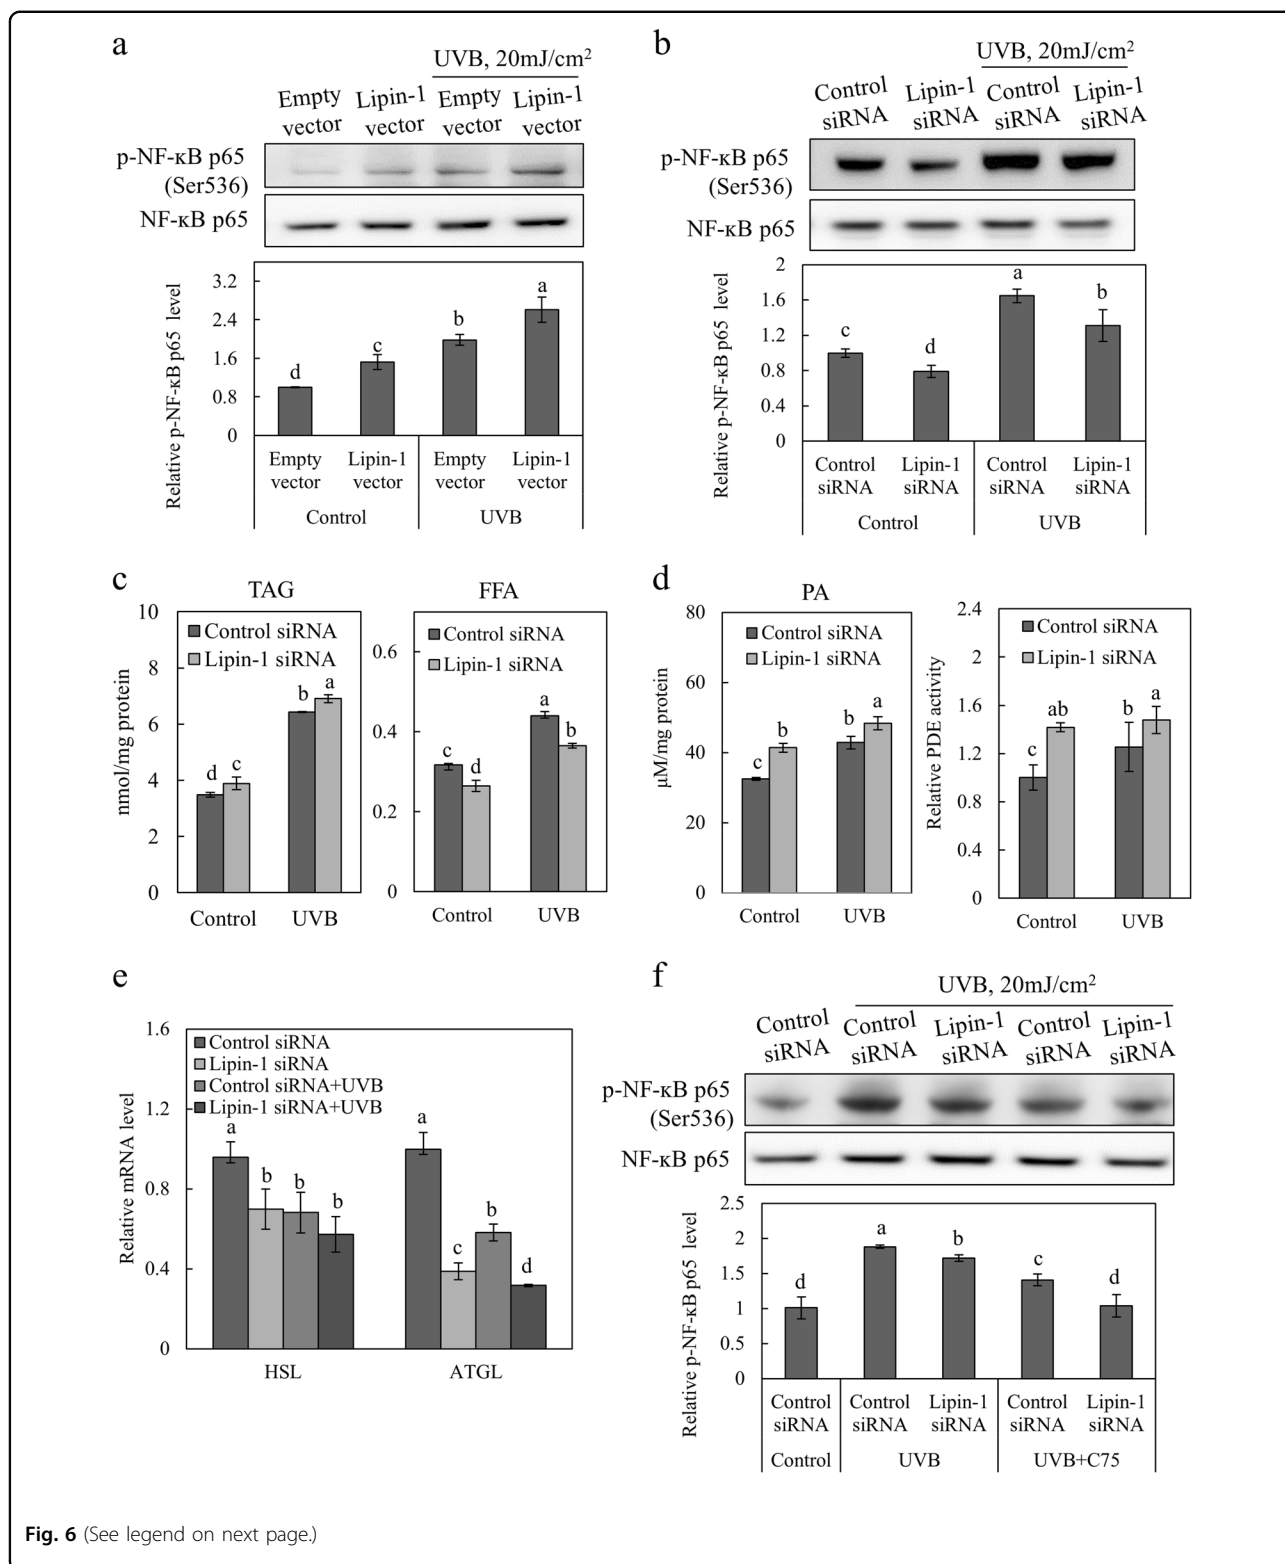 a
UVB, 20mJ/cm²
Empty vector
Lipin-1 vector
Empty vector
Lipin-1 vector
p-NF-κB p65
(Ser536)
NF-κB p65
Relative p-NF-κB p65 level
3.2
2.4
1.6
0.8
0
d
c
b
a
Empty vector
Lipin-1 vector
Empty vector
Lipin-1 vector
Control
UVB
b
UVB, 20mJ/cm²
Control siRNA
Lipin-1 siRNA
Control siRNA
Lipin-1 siRNA
p-NF-κB p65
(Ser536)
NF-κB p65
Relative p-NF-κB p65 level
2
1.6
1.2
0.8
0.4
0
c
d
a
b
Control siRNA
Lipin-1 siRNA
Control siRNA
Lipin-1 siRNA
Control
UVB
c
TAG
nmol/mg protein
10
8
6
4
2
0
Control siRNA
Lipin-1 siRNA
d
c
b
a
Control
UVB
FFA
0.6
0.4
0.2
0
Control siRNA
Lipin-1 siRNA
c
d
a
b
Control
UVB
d
PA
μM/mg protein
80
60
40
20
0
Control siRNA
Lipin-1 siRNA
c
b
b
a
Control
UVB
Relative PDE activity
2.4
2
1.6
1.2
0.8
0.4
0
Control siRNA
Lipin-1 siRNA
c
ab
b
a
Control
UVB
e
Relative mRNA level
1.6
1.2
0.8
0.4
0
Control siRNA
Lipin-1 siRNA
Control siRNA+UVB
Lipin-1 siRNA+UVB
a
b
b
b
a
c
b
d
HSL
ATGL
f
UVB, 20mJ/cm²
Control siRNA
Control siRNA
Lipin-1 siRNA
Control siRNA
Lipin-1 siRNA
p-NF-κB p65
(Ser536)
NF-κB p65
Relative p-NF-κB p65 level
2.5
2
1.5
1
0.5
0
d
a
b
c
d
Control siRNA
Control siRNA
Lipin-1 siRNA
Control siRNA
Lipin-1 siRNA
Control
UVB
UVB+C75
Fig. 6 (See legend on next page.)